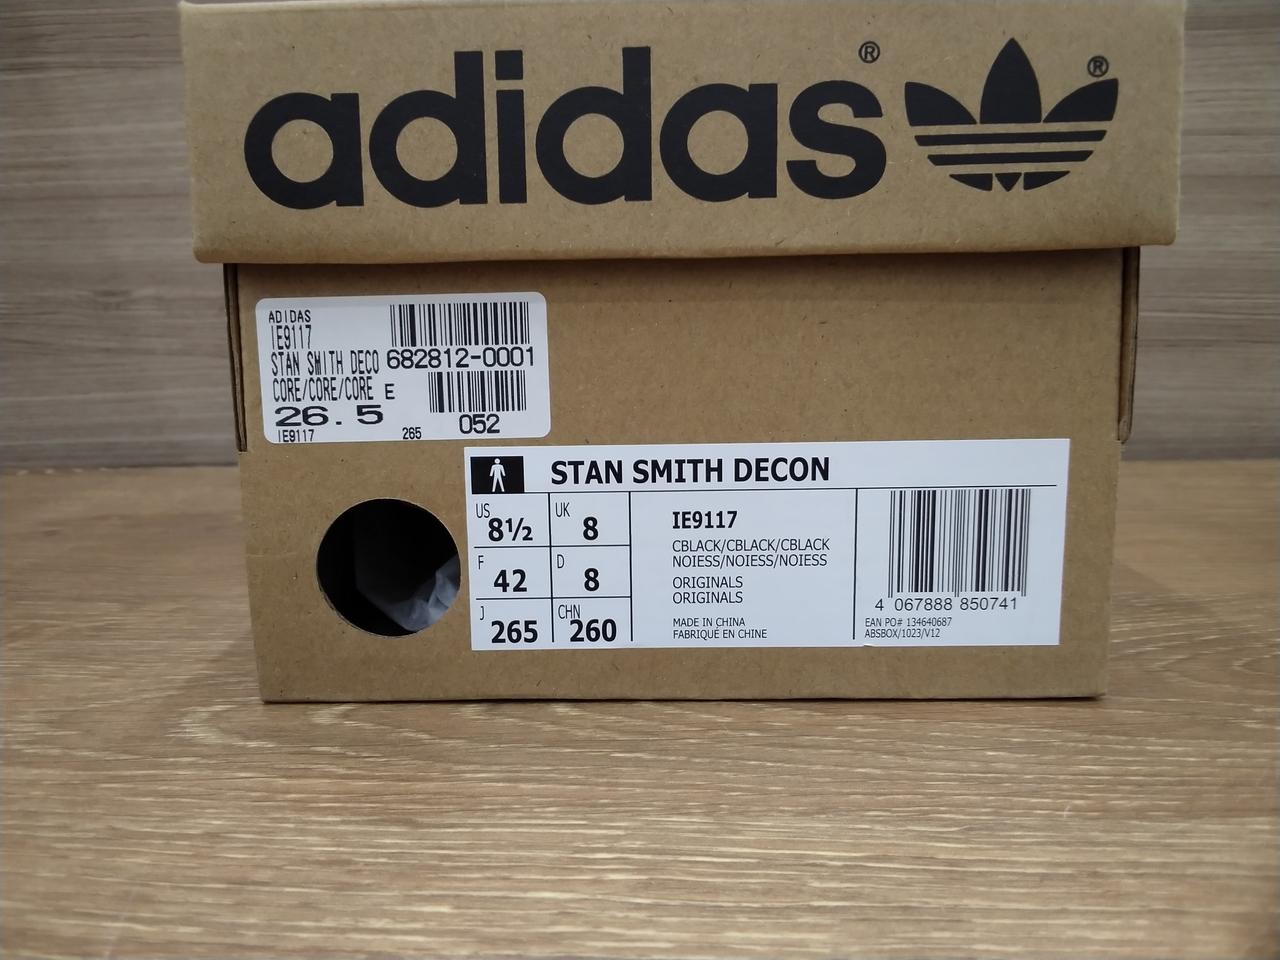 adidas® ®
ADIDAS
IE9117
STAN SMITH DECO 682812-0001
CORE/CORE/CORE E
26.5 052
IE9117 265
STAN SMITH DECON
US 8½ UK 8
F 42 D 8
J 265 CHN 260
IE9117
CBLACK/CBLACK/CBLACK
NOIESS/NOIESS/NOIESS
ORIGINALS
ORIGINALS
MADE IN CHINA
FABRIQUÉ EN CHINE
4 067888 850741
EAN PO# 134640687
ABSBOX/1023/V12